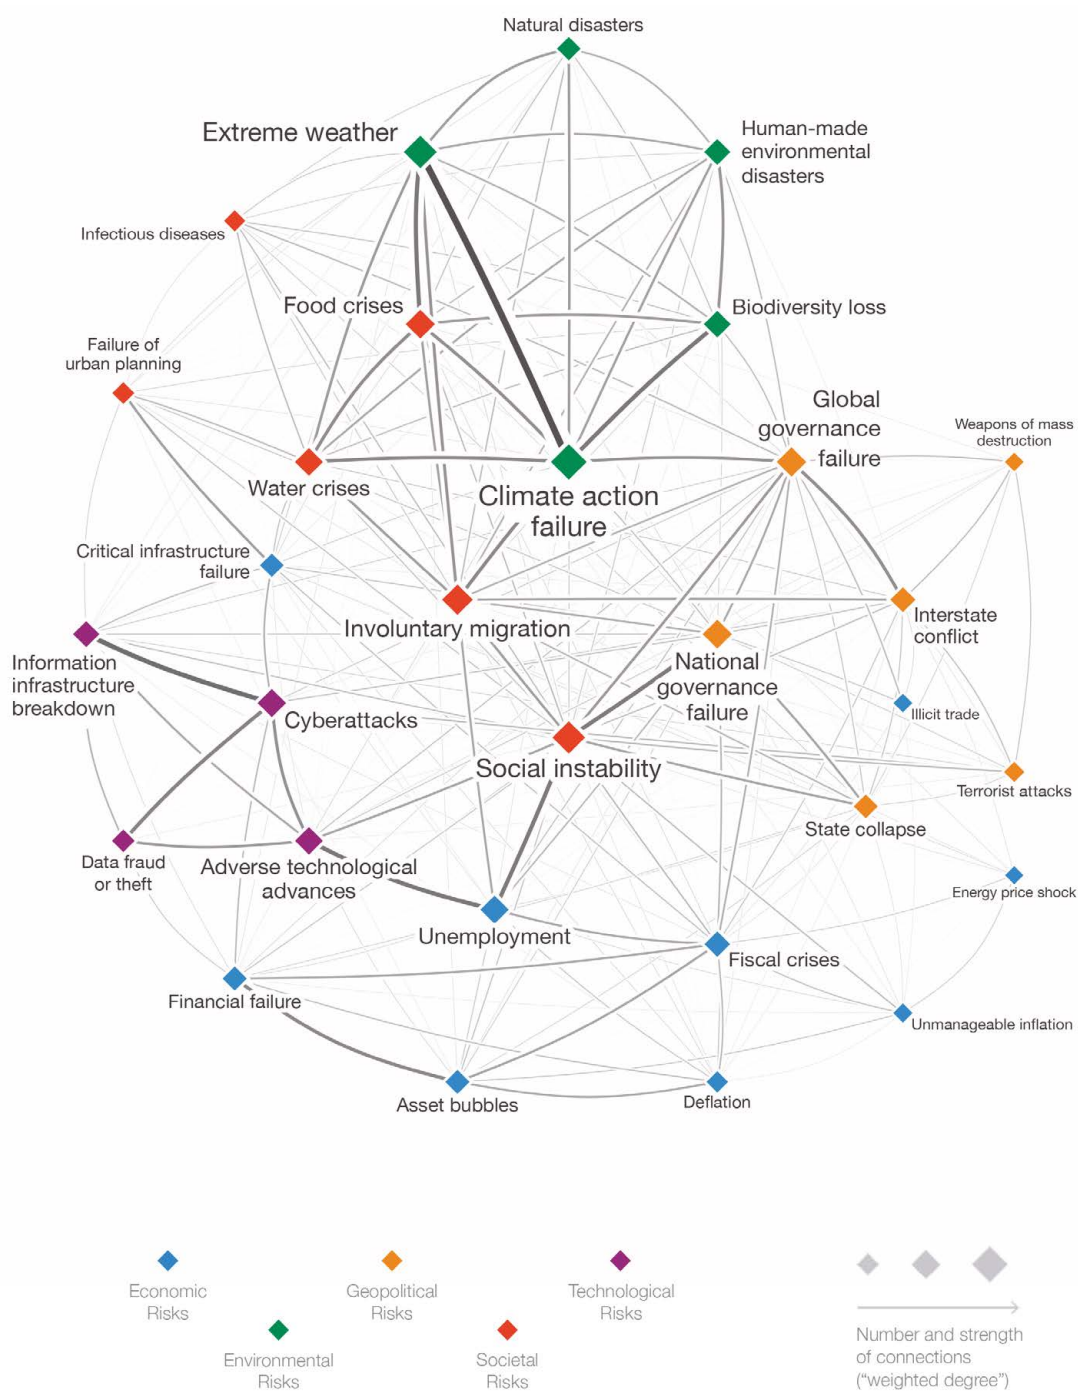 Natural disasters
Extreme weather
Human-made
environmental
disasters
Infectious diseases
Food crises
Biodiversity loss
Failure of
urban planning
Global
governance
failure
Weapons of mass
destruction
Water crises
Climate action
failure
Critical infrastructure
failure
Involuntary migration
Interstate
conflict
Information
infrastructure
breakdown
National
governance
failure
Cyberattacks
Illicit trade
Social instability
Terrorist attacks
State collapse
Data fraud
or theft
Adverse technological
advances
Energy price shock
Unemployment
Fiscal crises
Financial failure
Unmanageable inflation
Asset bubbles
Deflation
Economic
Risks
Geopolitical
Risks
Technological
Risks
Environmental
Risks
Societal
Risks
Number and strength
of connections
(“weighted degree”)